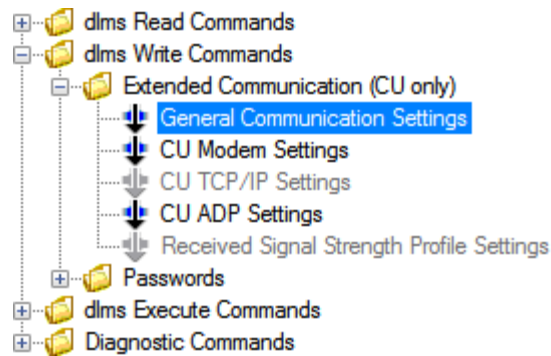 dlms Read Commands
dlms Write Commands
Extended Communication (CU only)
General Communication Settings
CU Modem Settings
CU TCP/IP Settings
CU ADP Settings
Received Signal Strength Profile Settings
Passwords
dlms Execute Commands
Diagnostic Commands